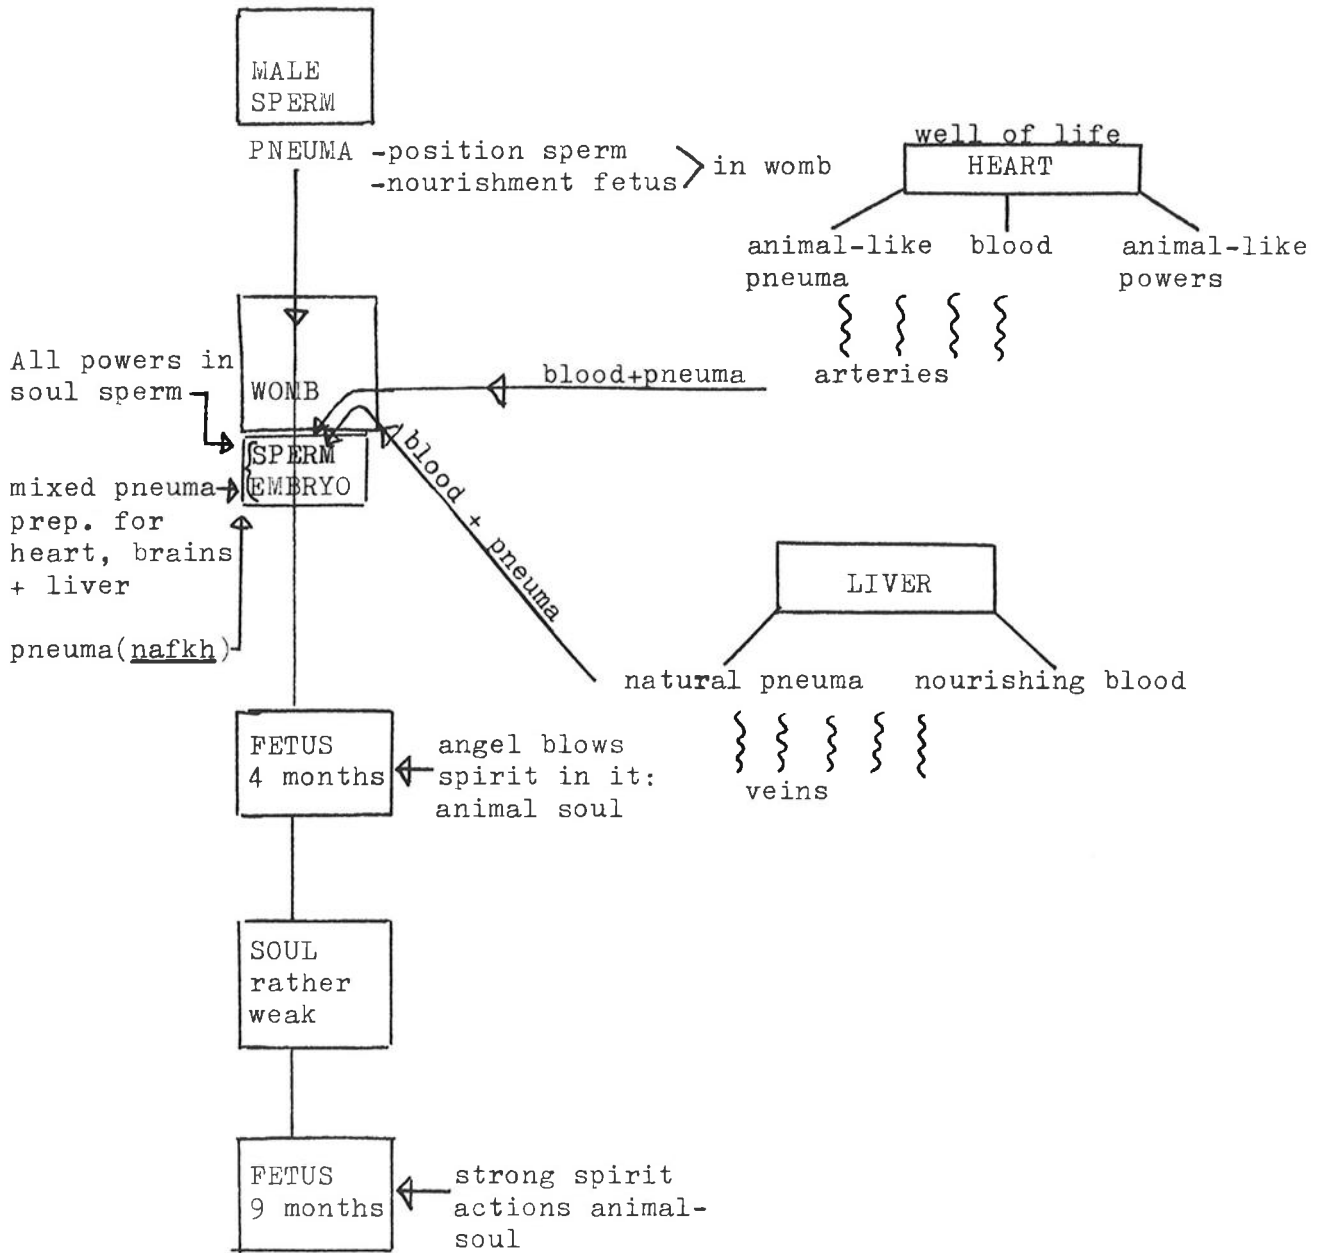 MALE
SPERM
PNEUMA -position sperm
-nourishment fetus
in womb
well of life
HEART
animal-like
pneuma
blood
animal-like
powers
arteries
All powers in
soul sperm
WOMB
blood+pneuma
SPERM
EMBRYO
blood + pneuma
mixed pneuma
prep. for
heart, brains
+ liver
pneuma(nafkh)
LIVER
natural pneuma
nourishing blood
veins
FETUS
4 months
angel blows
spirit in it:
animal soul
SOUL
rather
weak
FETUS
9 months
strong spirit
actions animal-
soul